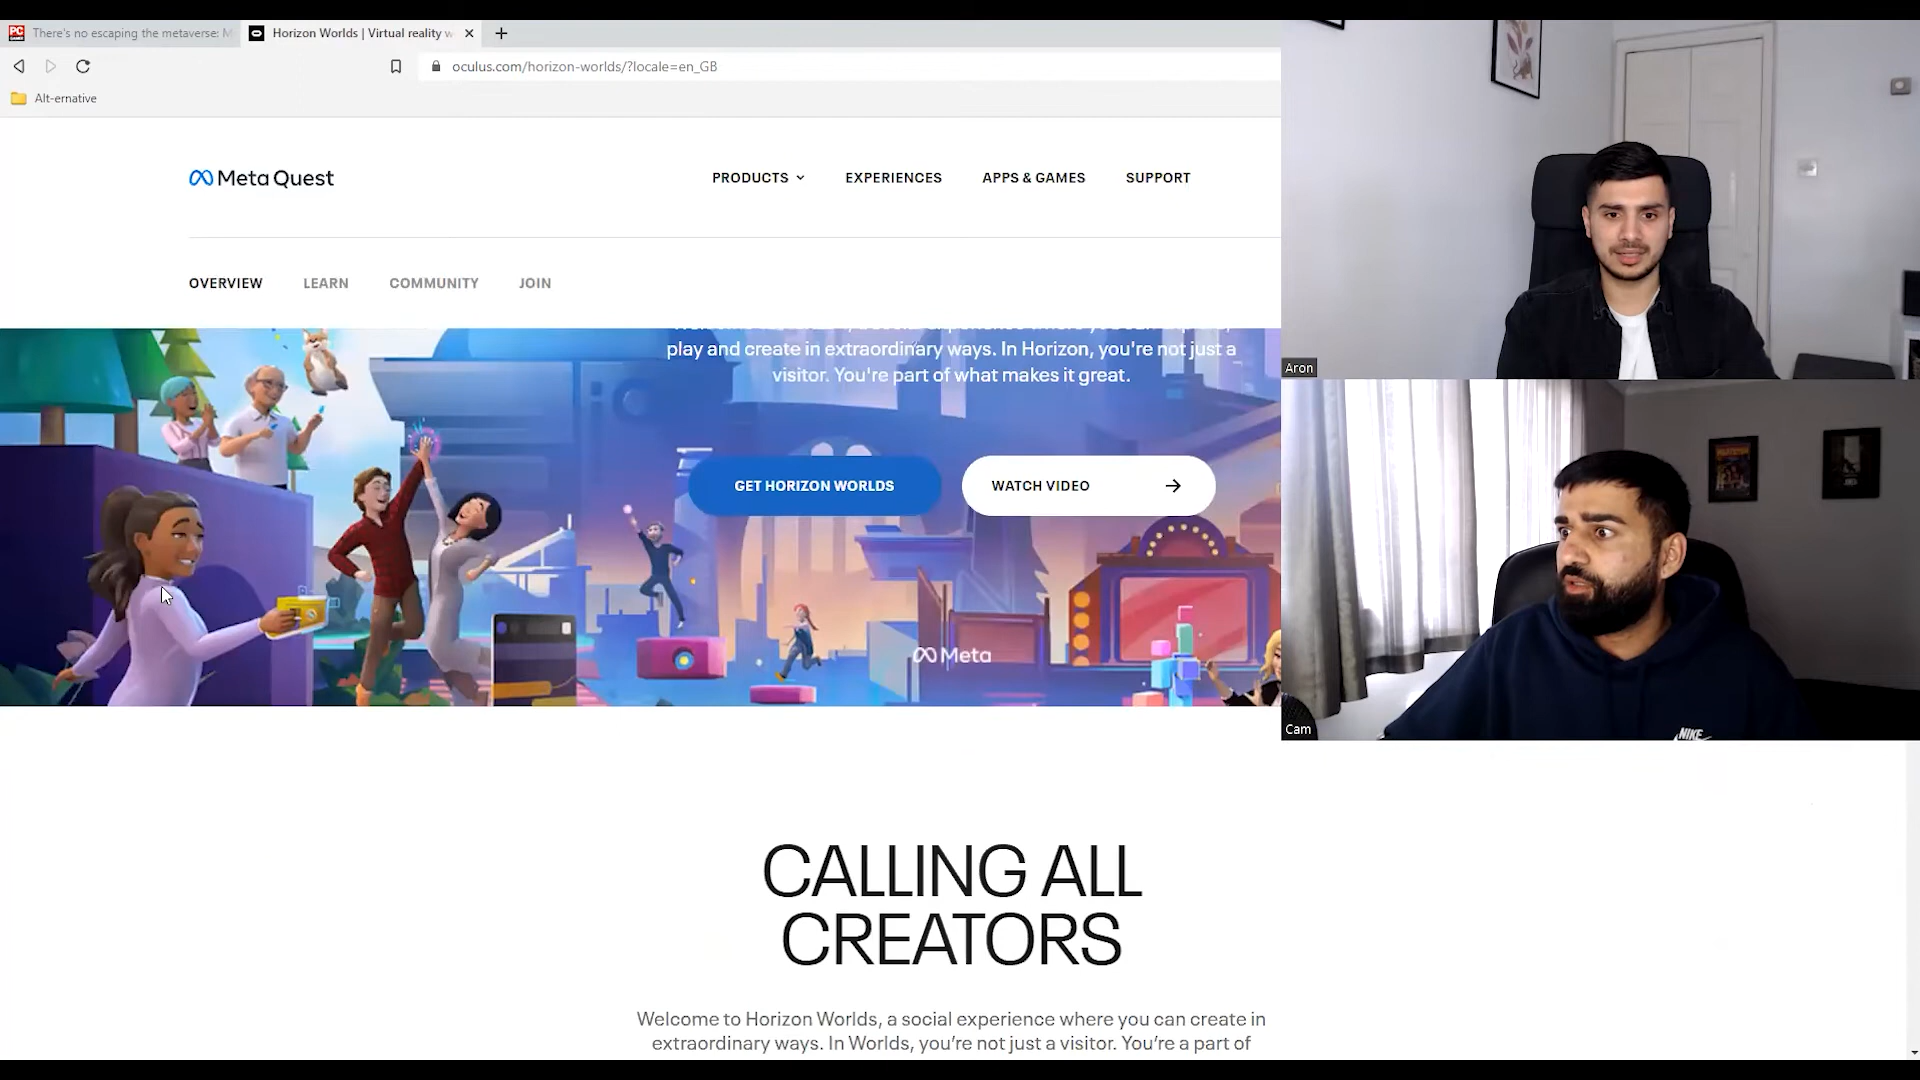 There's no escaping the metaverse: M
Horizon Worlds | Virtual reality w
oculus.com/horizon-worlds/?locale=en_GB
Alt-ernative
Meta Quest
PRODUCTS
EXPERIENCES
APPS & GAMES
SUPPORT
OVERVIEW
LEARN
COMMUNITY
JOIN
play and create in extraordinary ways. In Horizon, you're not just a
visitor. You're part of what makes it great.
GET HORIZON WORLDS
WATCH VIDEO
Meta
CALLING ALL
CREATORS
Welcome to Horizon Worlds, a social experience where you can create in
extraordinary ways. In Worlds, you're not just a visitor. You're a part of
Aron
Cam
NIKE